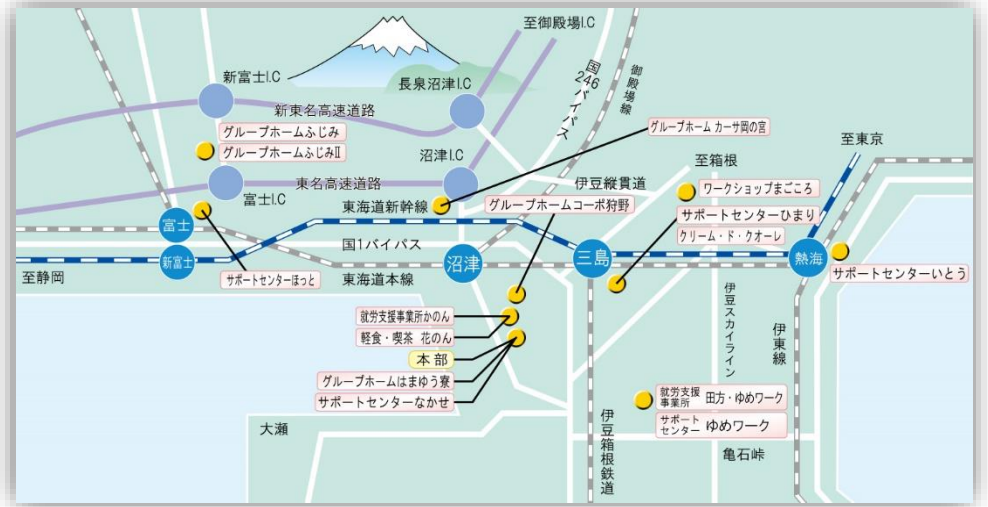 至御殿場I.C
新富士I.C
長泉沼津I.C
国246バイパス
御殿場線
新東名高速道路
グループホームふじみ
グループホームふじみⅡ
グループホーム カーサ岡の宮
至東京
沼津I.C
至箱根
東名高速道路
伊豆縦貫道
富士I.C
ワークショップまごころ
東海道新幹線
グループホームコーポ狩野
サポートセンターひまり
富士
クリーム・ド・クオーレ
国1バイパス
新富士
沼津
三島
熱海
至静岡
サポートセンターほっと
東海道本線
サポートセンターいとう
就労支援事業所かのん
軽食・喫茶 花のん
本部
グループホームはまゆう寮
サポートセンターなかせ
伊豆スカイライン
伊東線
就労支援事業所 田方・ゆめワーク
サポートセンター ゆめワーク
大瀬
伊豆箱根鉄道
亀石峠